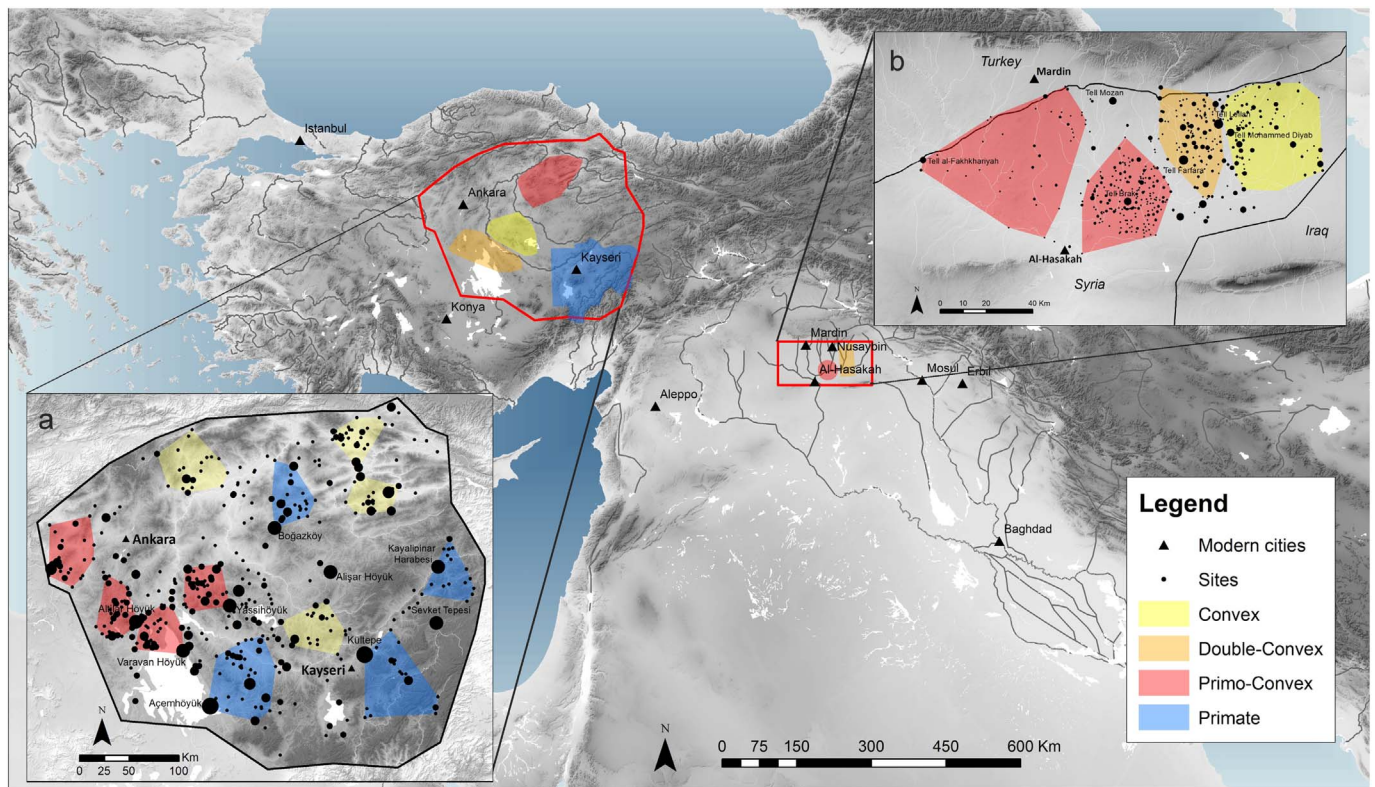 Istanbul
Ankara
Kayseri
Konya
Mardin
Nusaybin
Al-Hasakah
Mosul
Erbil
Aleppo
Baghdad
b
Turkey
Mardin
Tell Mozan
Tell Leilan
Tell Mohammed Diyab
Tell al-Fakhkhariyah
Tell Farfara
Tell Brak
Al-Hasakah
Iraq
Syria
N
0 10 20 40 Km
a
Ankara
Boğazköy
Kayalipinar
Harabesi
Alişar Höyük
Yassıhöyük
Sevket Tepesi
Kültepe
Varavan Höyük
Kayseri
Açemhöyük
N
Km
0 25 50 100
Legend
Modern cities
Sites
Convex
Double-Convex
Primo-Convex
Primate
N
0 75 150 300 450 600 Km